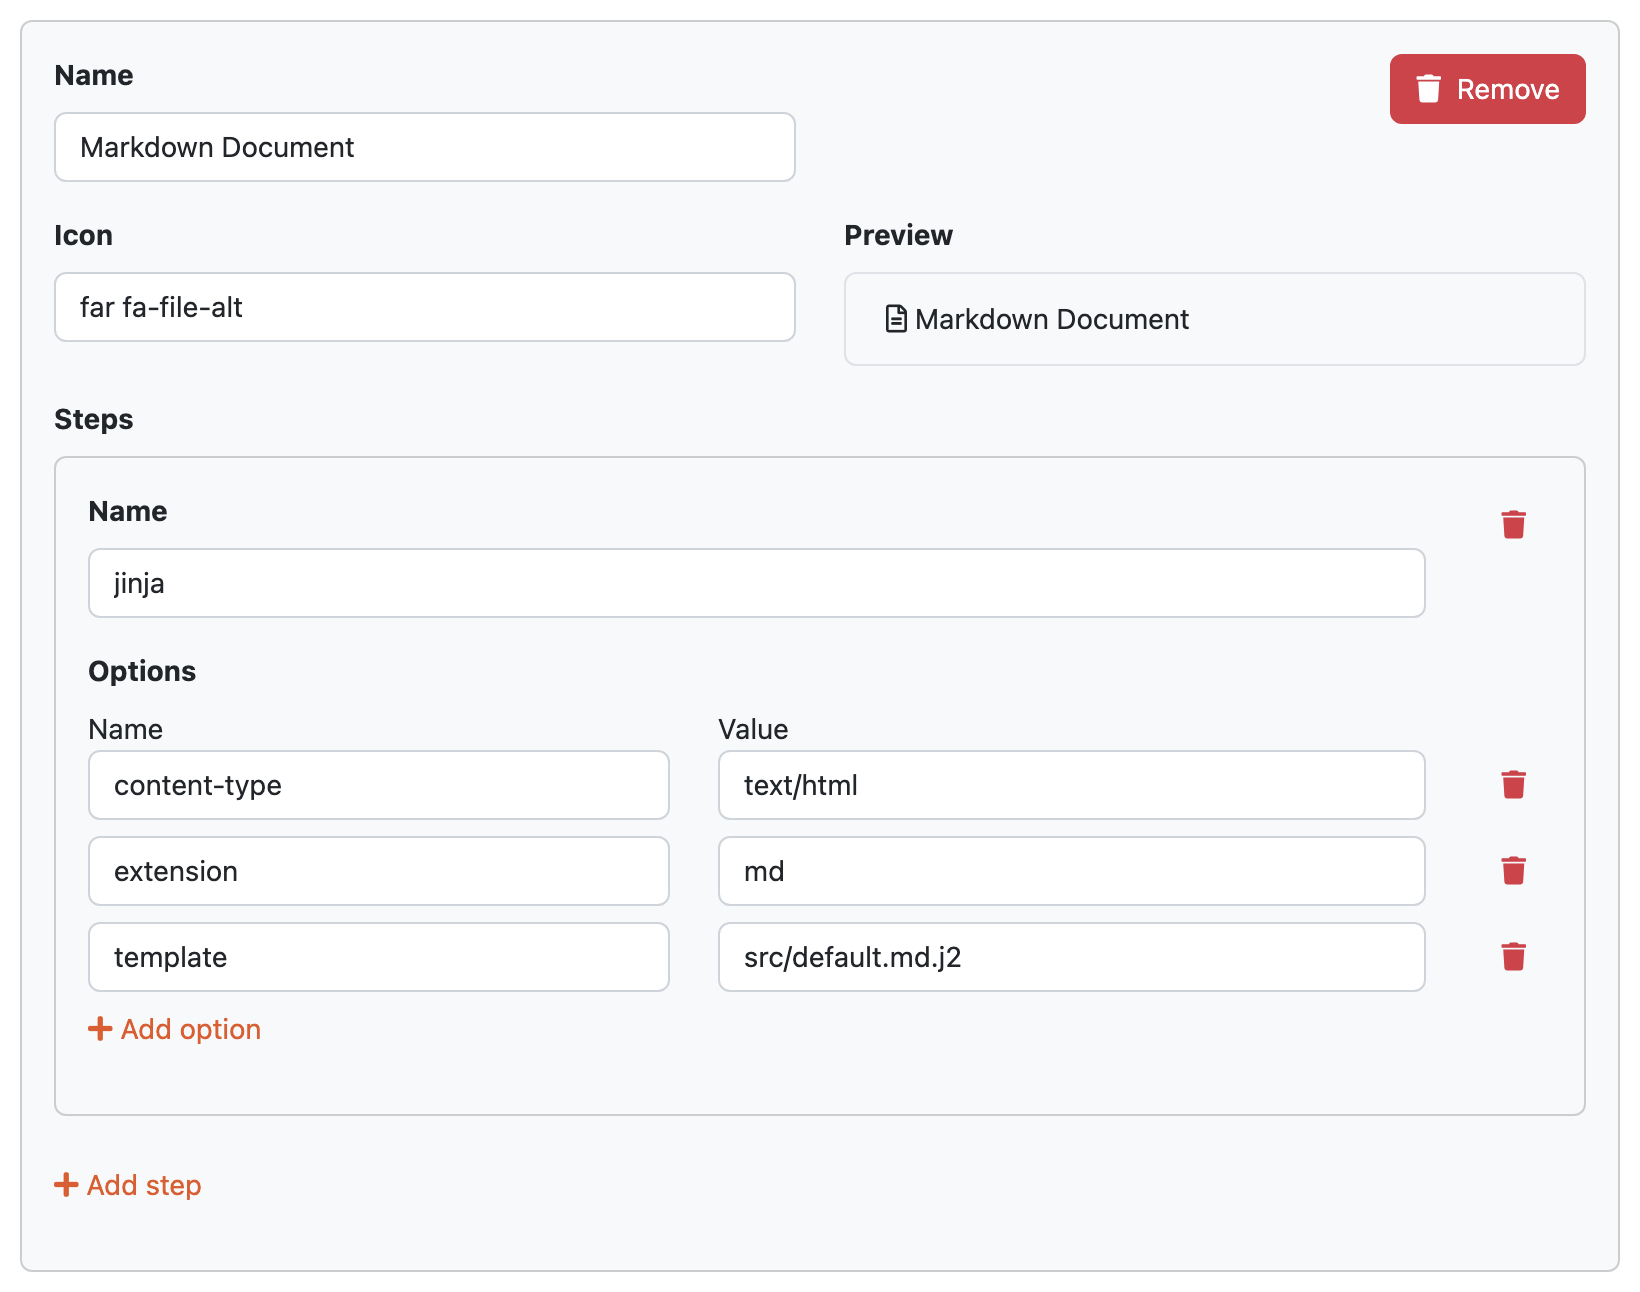 Name
Remove
Markdown Document
Icon
Preview
far fa-file-alt
Markdown Document
Steps
Name
jinja
Options
Name Value
content-type text/html
extension md
template src/default.md.j2
Add option
Add step